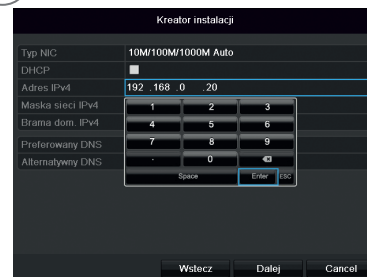 Kreator instalacji
Typ NIC 10M/100M/1000M Auto
DHCP
Adres IPv4 192 .168 .0 .20
Maska sieci IPv4
Brama dom. IPv4
Preferowany DNS
Alternatywny DNS
1 2 3
4 5 6
7 8 9
. 0
Space Enter ESC
Wstecz Dalej Cancel